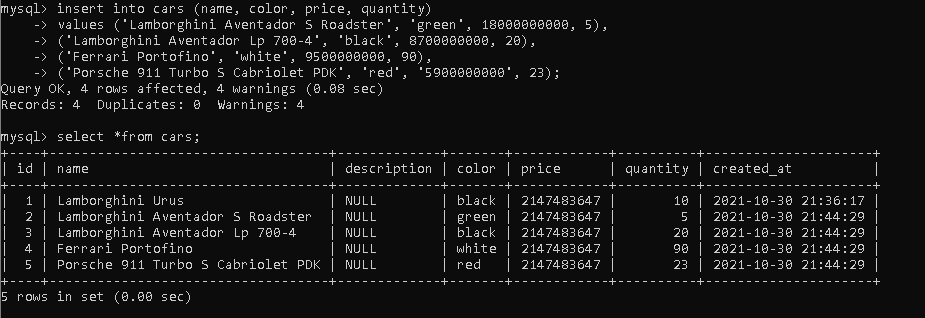 mysql> insert into cars (name, color, price, quantity)
    -> values ('Lamborghini Aventador S Roadster', 'green', 18000000000, 5),
    -> ('Lamborghini Aventador Lp 700-4', 'black', 8700000000, 20),
    -> ('Ferrari Portofino', 'white', 9500000000, 90),
    -> ('Porsche 911 Turbo S Cabriolet PDK', 'red', '5900000000', 23);
Query OK, 4 rows affected, 4 warnings (0.08 sec)
Records: 4  Duplicates: 0  Warnings: 4
mysql> select *from cars;
+----+-----------------------------------+-------------+-------+------------+----------+---------------------+
| id | name                              | description | color | price      | quantity | created_at          |
+----+-----------------------------------+-------------+-------+------------+----------+---------------------+
|  1 | Lamborghini Urus                  | NULL        | black | 2147483647 |       10 | 2021-10-30 21:36:17 |
|  2 | Lamborghini Aventador S Roadster  | NULL        | green | 2147483647 |        5 | 2021-10-30 21:44:29 |
|  3 | Lamborghini Aventador Lp 700-4    | NULL        | black | 2147483647 |       20 | 2021-10-30 21:44:29 |
|  4 | Ferrari Portofino                 | NULL        | white | 2147483647 |       90 | 2021-10-30 21:44:29 |
|  5 | Porsche 911 Turbo S Cabriolet PDK | NULL        | red   | 2147483647 |       23 | 2021-10-30 21:44:29 |
+----+-----------------------------------+-------------+-------+------------+----------+---------------------+
5 rows in set (0.00 sec)